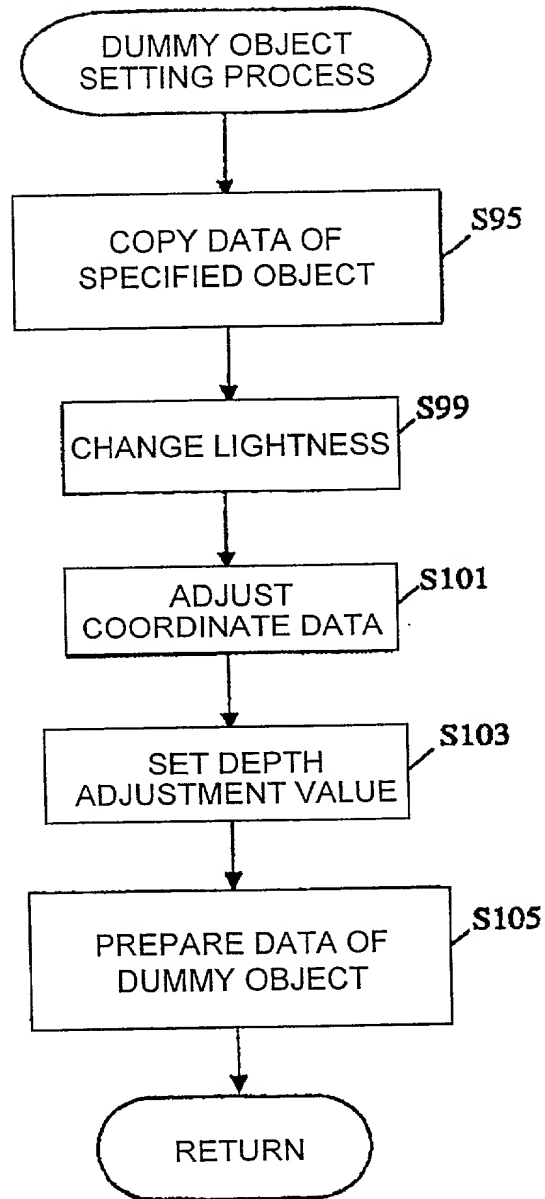 DUMMY OBJECT
SETTING PROCESS
COPY DATA OF
SPECIFIED OBJECT
S95
CHANGE LIGHTNESS
S99
ADJUST
COORDINATE DATA
S101
SET DEPTH
ADJUSTMENT VALUE
S103
PREPARE DATA OF
DUMMY OBJECT
S105
RETURN